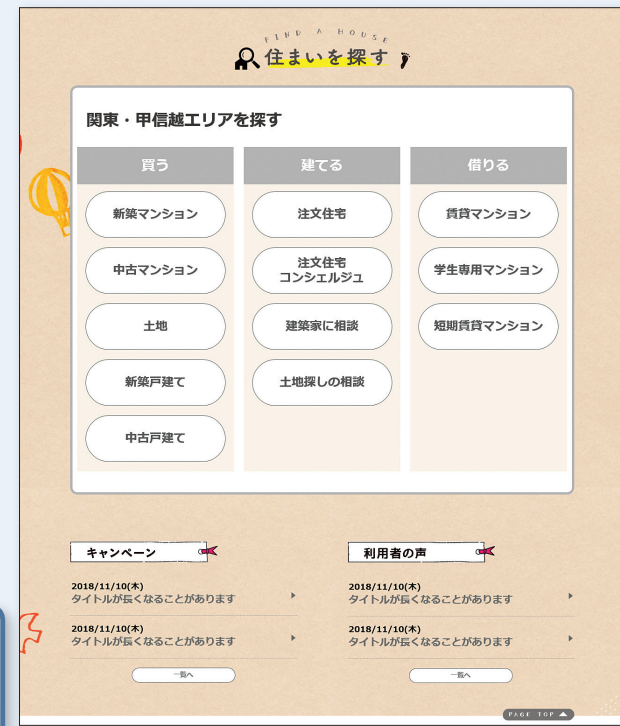 FIND A HOUSE
住まいを探す
関東・甲信越エリアを探す
買う
新築マンション
中古マンション
土地
新築戸建て
中古戸建て
建てる
注文住宅
注文住宅
コンシェルジュ
建築家に相談
土地探しの相談
借りる
賃貸マンション
学生専用マンション
短期賃貸マンション
キャンペーン
2018/11/10(木)
タイトルが長くなることがあります
2018/11/10(木)
タイトルが長くなることがあります
一覧へ
利用者の声
2018/11/10(木)
タイトルが長くなることがあります
2018/11/10(木)
タイトルが長くなることがあります
一覧へ
PAGE TOP